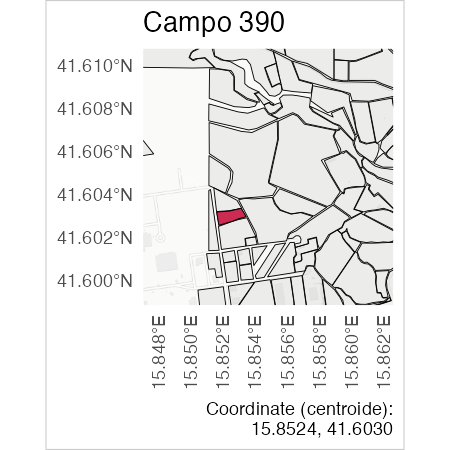 Campo 390
41.610°N
41.608°N
41.606°N
41.604°N
41.602°N
41.600°N
15.848°E
15.850°E
15.852°E
15.854°E
15.856°E
15.858°E
15.860°E
15.862°E
Coordinate (centroide):
15.8524, 41.6030